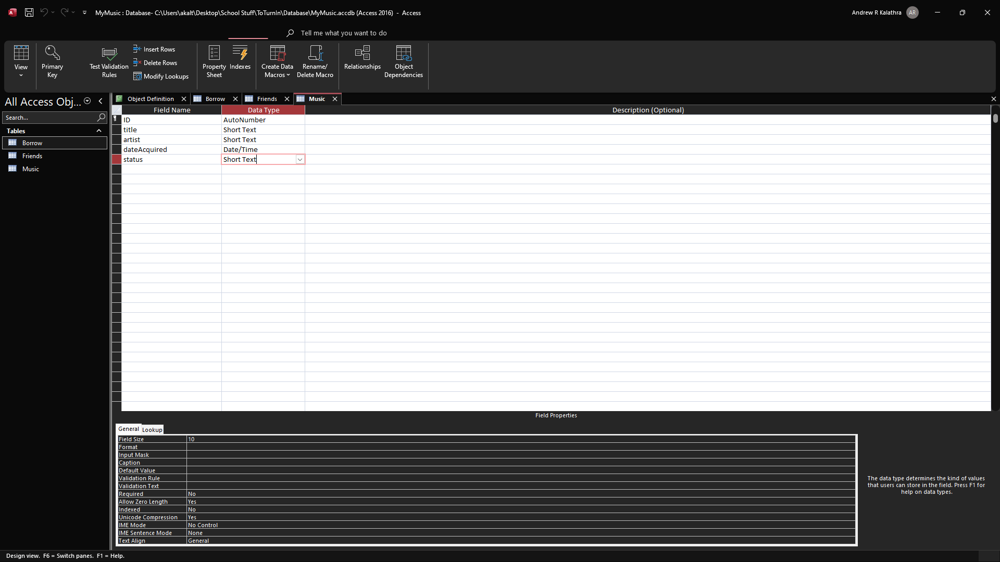 MyMusic : Database- C:\Users\akalt\Desktop\School Stuff\ToTurnIn\Database\MyMusic.accdb (Access 2016)  -  Access
Andrew R Kalathra
AR
Tell me what you want to do
View
Primary
Key
Test Validation
Rules
Insert Rows
Delete Rows
Modify Lookups
Property
Sheet
Indexes
Create Data
Macros
Rename/
Delete Macro
Relationships
Object
Dependencies
All Access Obj...
Search...
Tables
Borrow
Friends
Music
Object Definition
Borrow
Friends
Music
Field Name Data Type Description (Optional)
ID AutoNumber
title Short Text
artist Short Text
dateAcquired Date/Time
status Short Text
Field Properties
General Lookup
Field Size 10
Format
Input Mask
Caption
Default Value
Validation Rule
Validation Text
Required No
Allow Zero Length Yes
Indexed No
Unicode Compression Yes
IME Mode No Control
IME Sentence Mode None
Text Align General
The data type determines the kind of values
that users can store in the field. Press F1 for
help on data types.
Design view.  F6 = Switch panes.  F1 = Help.